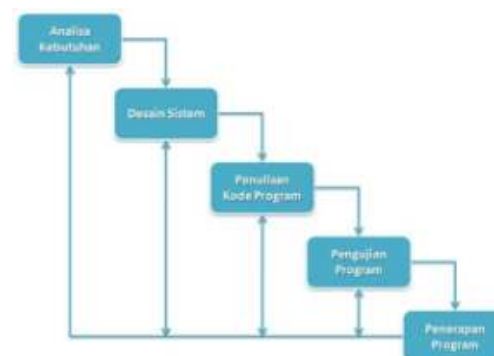 Analisa
Kebutuhan
Desain Sistem
Penulisan
Kode Program
Pengujian
Program
Penerapan
Program